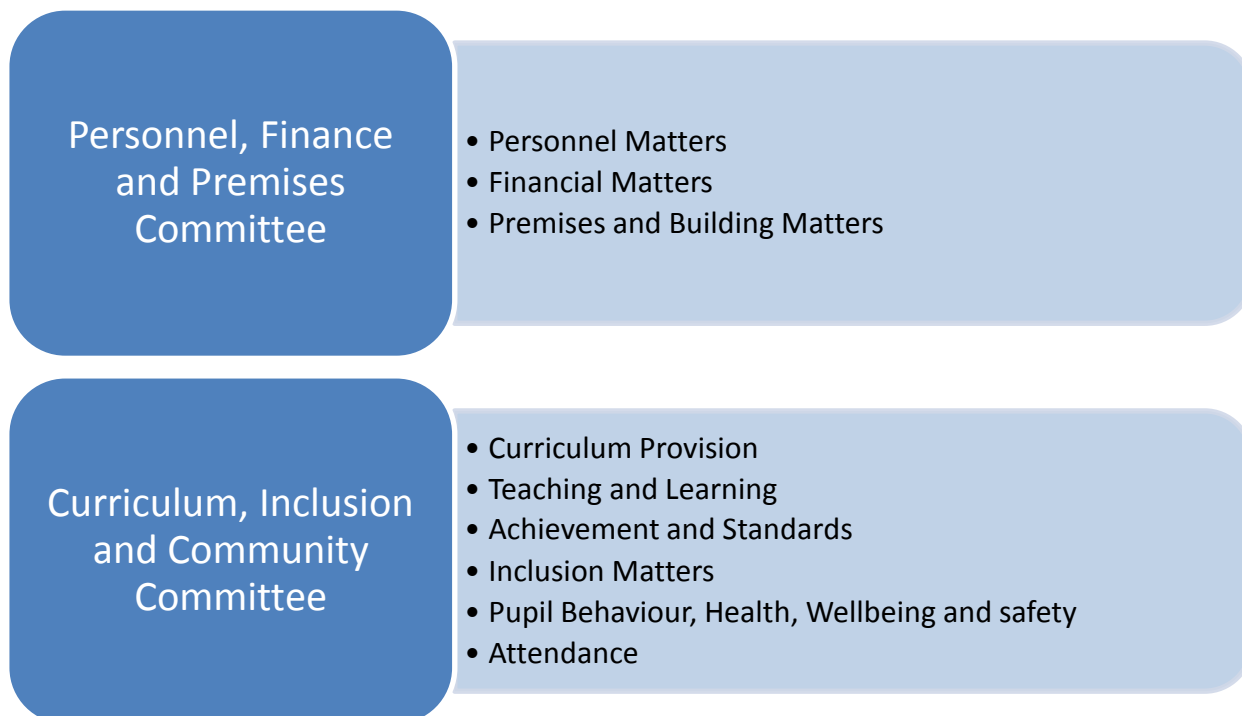 Personnel, Finance
and Premises
Committee
• Personnel Matters
• Financial Matters
• Premises and Building Matters
Curriculum, Inclusion
and Community
Committee
• Curriculum Provision
• Teaching and Learning
• Achievement and Standards
• Inclusion Matters
• Pupil Behaviour, Health, Wellbeing and safety
• Attendance